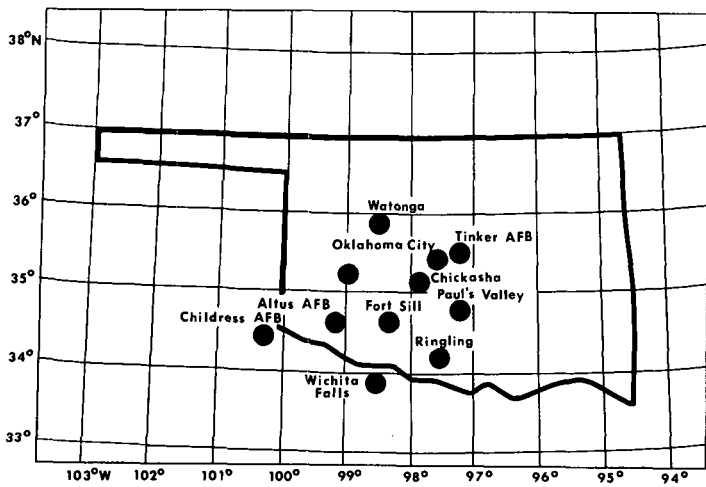 38°N
37°
36°
35°
34°
33°
Watonga
Oklahoma City
Tinker AFB
Chickasha
Paul's Valley
Altus AFB
Fort Sill
Childress AFB
Ringling
Wichita
Falls
103°W 102° 101° 100° 99° 98° 97° 96° 95° 94°